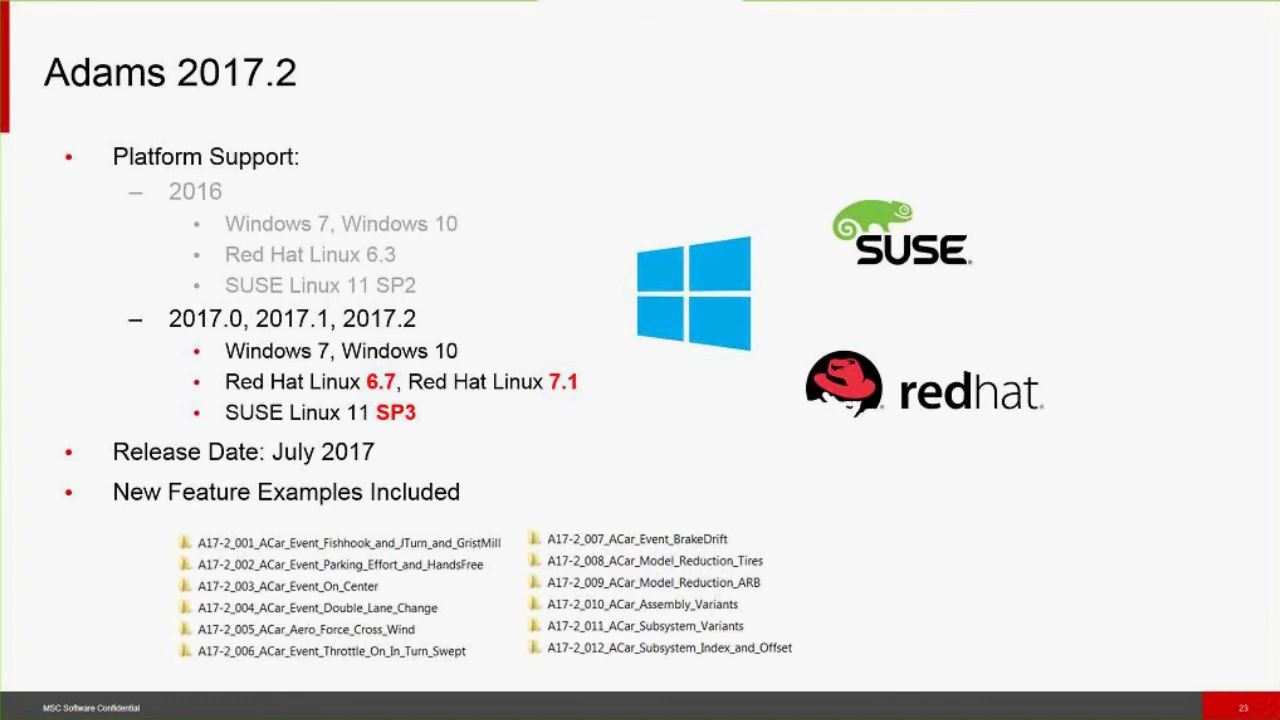 Adams 2017.2
• Platform Support:
– 2016
• Windows 7, Windows 10
• Red Hat Linux 6.3
• SUSE Linux 11 SP2
– 2017.0, 2017.1, 2017.2
• Windows 7, Windows 10
• Red Hat Linux 6.7, Red Hat Linux 7.1
• SUSE Linux 11 SP3
• Release Date: July 2017
• New Feature Examples Included
SUSE
redhat.
A17-2_001_ACar_Event_Fishhook_and_JTurn_and_GristMill
A17-2_002_ACar_Event_Parking_Effort_and_HandsFree
A17-2_003_ACar_Event_On_Center
A17-2_004_ACar_Event_Double_Lane_Change
A17-2_005_ACar_Aero_Force_Cross_Wind
A17-2_006_ACar_Event_Throttle_On_In_Turn_Swept
A17-2_007_ACar_Event_BrakeDrift
A17-2_008_ACar_Model_Reduction_Tires
A17-2_009_ACar_Model_Reduction_ARB
A17-2_010_ACar_Assembly_Variants
A17-2_011_ACar_Subsystem_Variants
A17-2_012_ACar_Subsystem_Index_and_Offset
MSC Software Confidential
23